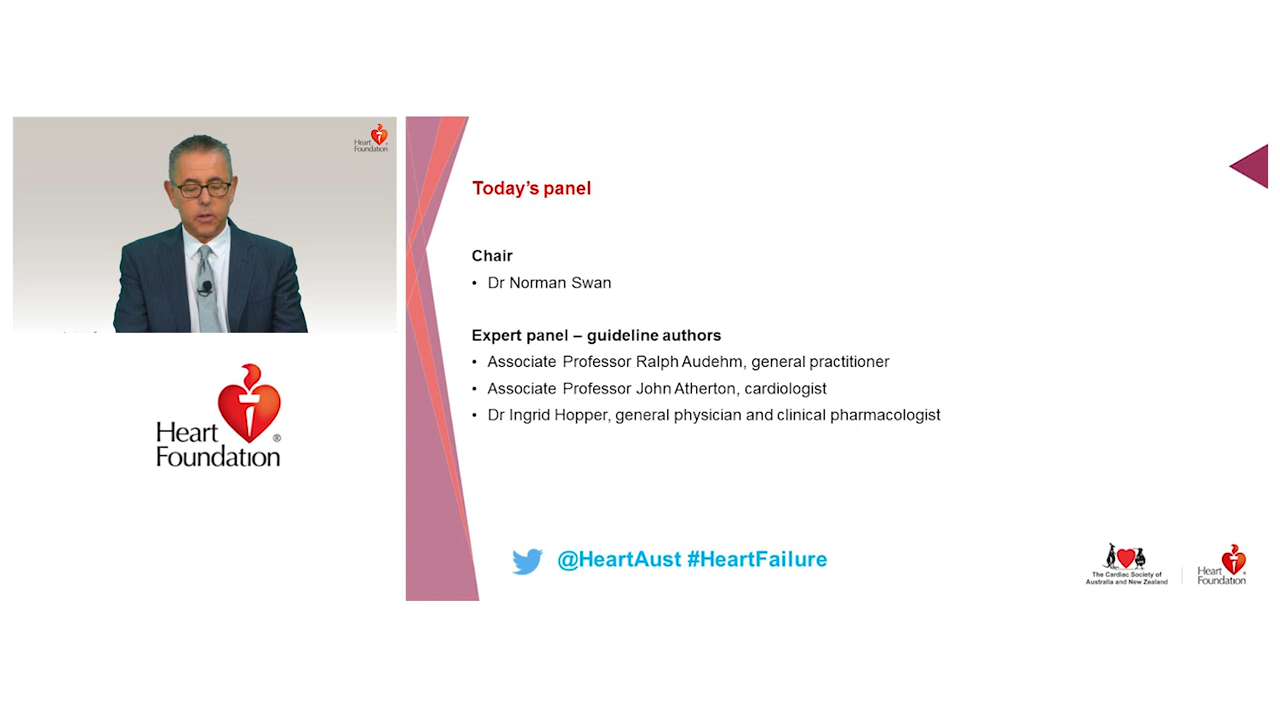 Heart
Foundation
Heart
Foundation
®
Today's panel
Chair
• Dr Norman Swan
Expert panel – guideline authors
• Associate Professor Ralph Audehm, general practitioner
• Associate Professor John Atherton, cardiologist
• Dr Ingrid Hopper, general physician and clinical pharmacologist
@HeartAust #HeartFailure
The Cardiac Society of
Australia and New Zealand
Heart
Foundation